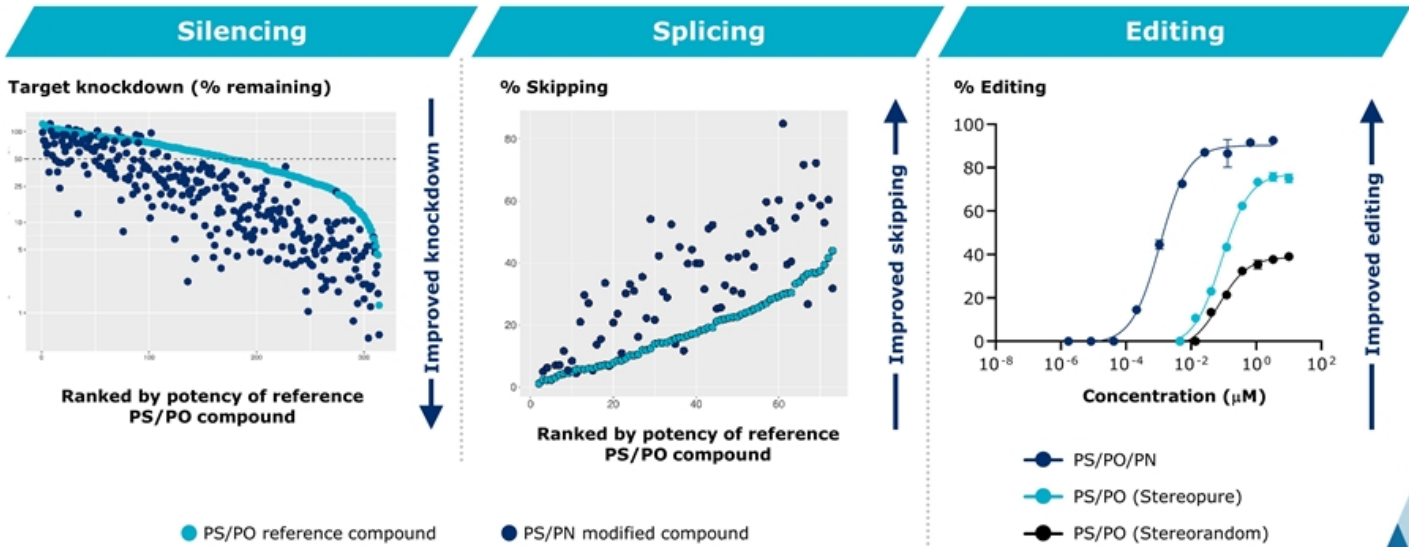 Silencing
Splicing
Editing
Target knockdown (% remaining)
100
50
25
10
5
1
0
100
200
300
Ranked by potency of reference
PS/PO compound
Improved knockdown
% Skipping
80
60
40
20
0
0
20
40
60
Ranked by potency of reference
PS/PO compound
Improved skipping
% Editing
100
80
60
40
20
0
10⁻⁸
10⁻⁶
10⁻⁴
10⁻²
10⁰
10²
Concentration (μM)
Improved editing
PS/PO/PN
PS/PO (Stereopure)
PS/PO (Stereorandom)
PS/PO reference compound
PS/PN modified compound